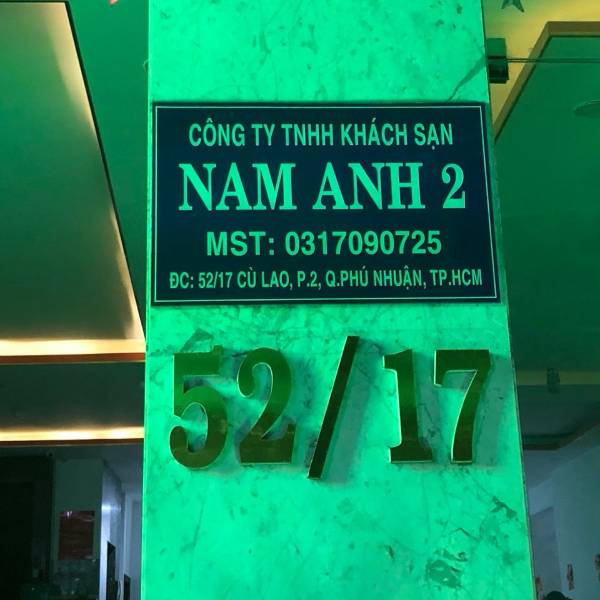 CÔNG TY TNHH KHÁCH SẠN
NAM ANH 2
MST: 0317090725
ĐC: 52/17 CÙ LAO, P.2, Q.PHÚ NHUẬN, TP.HCM
52/17